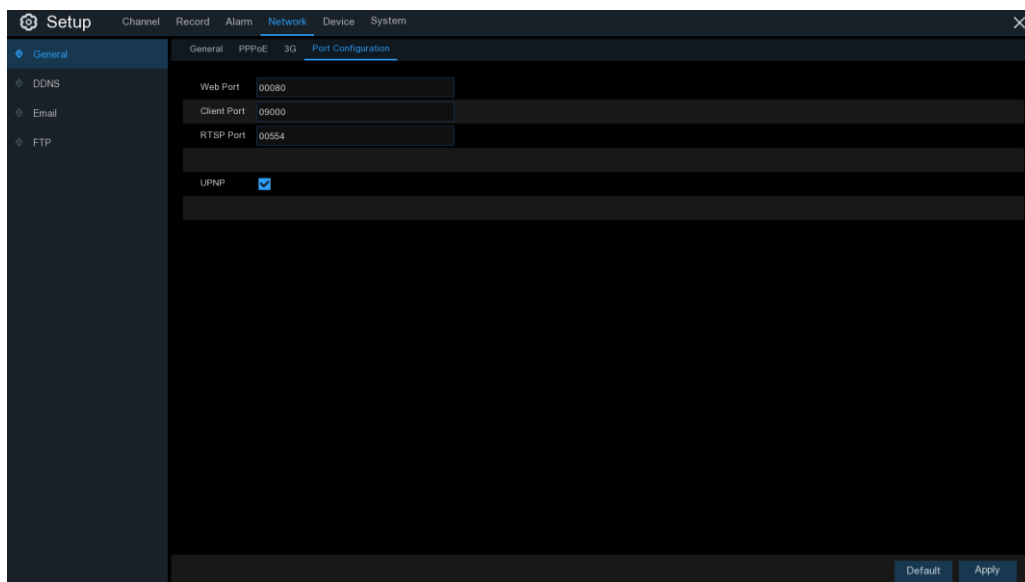 Setup Channel Record Alarm Network Device System
General General PPPoE 3G Port Configuration
DDNS Web Port 00080
Email Client Port 09000
FTP RTSP Port 00554
UPNP
Default Apply